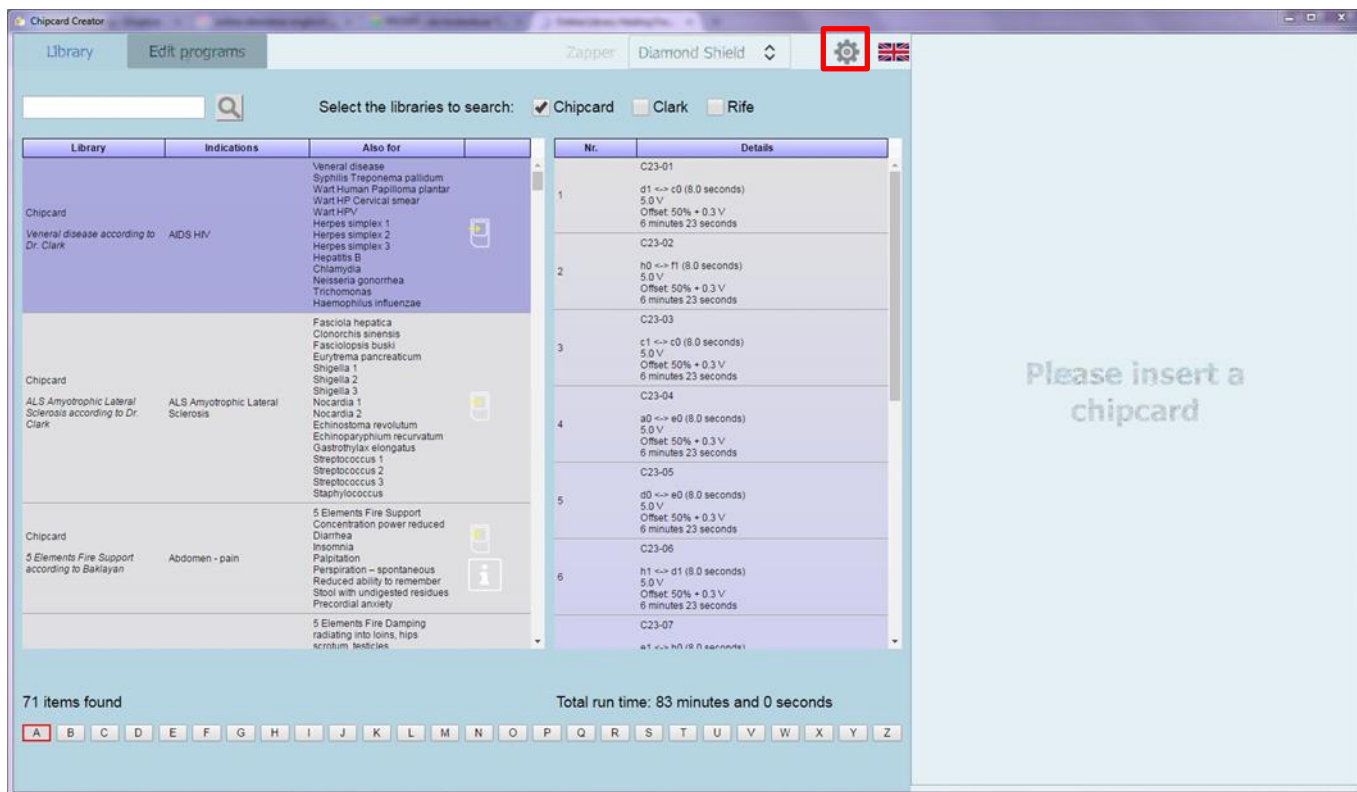 Chipcard Creator
Library
Edit programs
Zapper
Diamond Shield
Select the libraries to search:
Chipcard
Clark
Rife
Library
Indications
Also for
Chipcard
Veneral disease according to
Dr. Clark
AIDS HIV
Veneral disease
Syphilis Treponema pallidum
Wart Human Papilloma plantar
Wart HP Cervical smear
Wart HPV
Herpes simplex 1
Herpes simplex 2
Herpes simplex 3
Hepatitis B
Chlamydia
Neisseria gonorrhea
Trichomonas
Haemophilus influenzae
Chipcard
ALS Amyotrophic Lateral
Sclerosis according to Dr.
Clark
ALS Amyotrophic Lateral
Sclerosis
Fasciola hepatica
Clonorchis sinensis
Fasciolopsis buski
Eurytrema pancreaticum
Shigella 1
Shigella 2
Shigella 3
Nocardia 1
Nocardia 2
Echinostoma revolutum
Echinoparyphium recurvatum
Gastrothylax elongatus
Streptococcus 1
Streptococcus 2
Streptococcus 3
Staphylococcus
Chipcard
5 Elements Fire Support
according to Baklayan
Abdomen - pain
5 Elements Fire Support
Concentration power reduced
Diarrhea
Insomnia
Palpitation
Perspiration – spontaneous
Reduced ability to remember
Stool with undigested residues
Precordial anxiety
5 Elements Fire Damping
radiating into loins, hips
scrotum, testicles
Nr.
Details
1
C23-01
d1 <-> c0 (8.0 seconds)
5.0 V
Offset: 50% + 0.3 V
6 minutes 23 seconds
2
C23-02
h0 <-> f1 (8.0 seconds)
5.0 V
Offset: 50% + 0.3 V
6 minutes 23 seconds
3
C23-03
c1 <-> c0 (8.0 seconds)
5.0 V
Offset: 50% + 0.3 V
6 minutes 23 seconds
4
C23-04
a0 <-> e0 (8.0 seconds)
5.0 V
Offset: 50% + 0.3 V
6 minutes 23 seconds
5
C23-05
d0 <-> e0 (8.0 seconds)
5.0 V
Offset: 50% + 0.3 V
6 minutes 23 seconds
6
C23-06
h1 <-> d1 (8.0 seconds)
5.0 V
Offset: 50% + 0.3 V
6 minutes 23 seconds
C23-07
Please insert a
chipcard
71 items found
Total run time: 83 minutes and 0 seconds
A B C D E F G H I J K L M N O P Q R S T U V W X Y Z